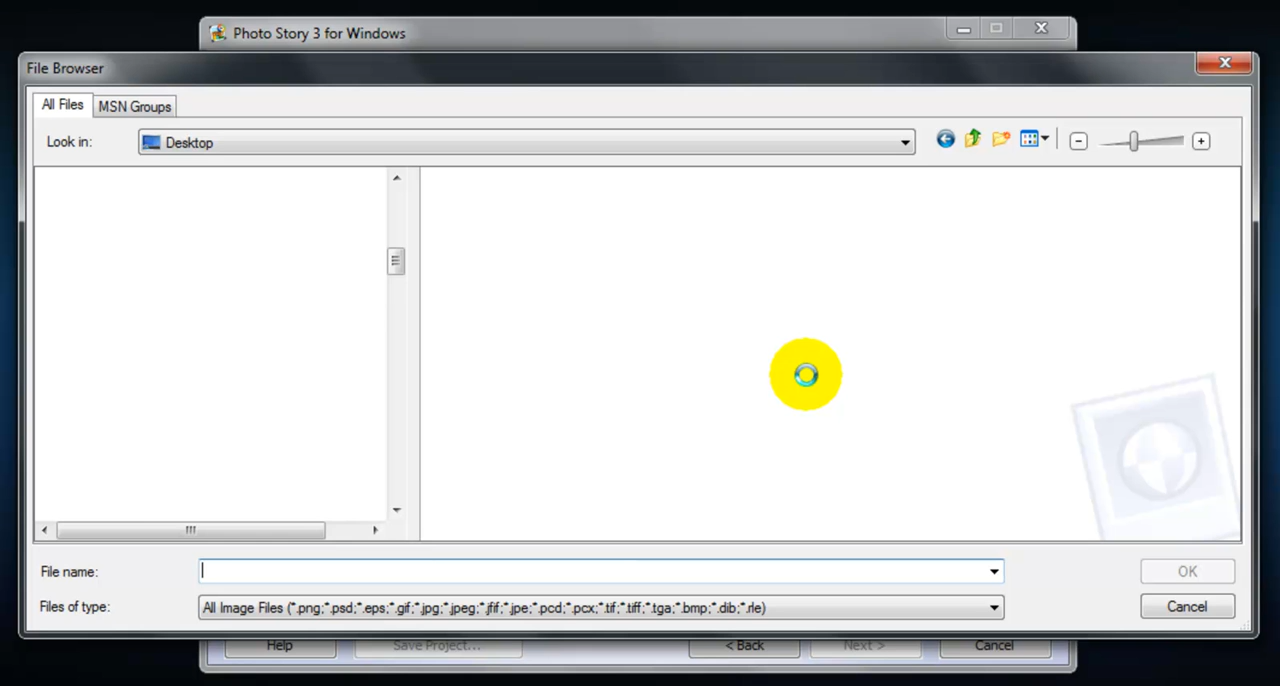 Photo Story 3 for Windows
File Browser
All Files
MSN Groups
Look in:
Desktop
File name:
OK
Files of type:
All Image Files (*.png;*.psd;*.eps;*.gif;*.jpg;*.jpeg;*.jfif;*.jpe;*.pcd;*.pcx;*.tif;*.tiff;*.tga;*.bmp;*.dib;*.rle)
Cancel
Help
Save Project...
< Back
Next >
Cancel